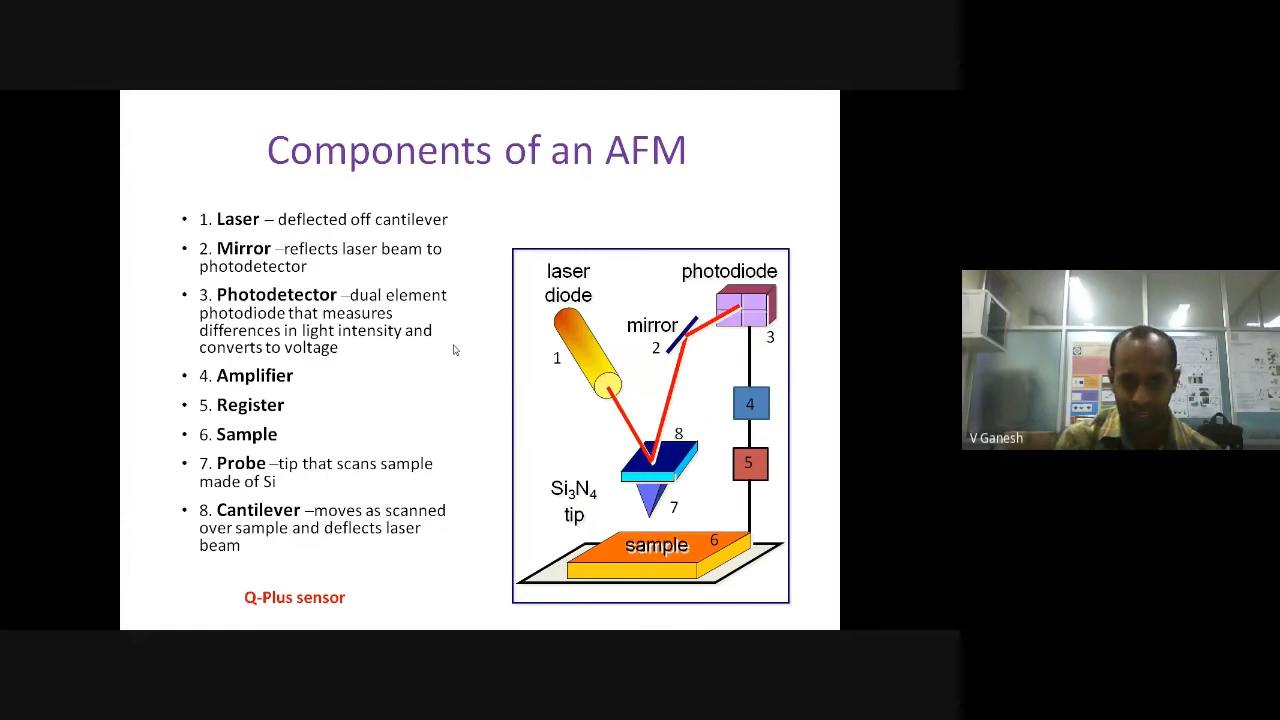 Components of an AFM
• 1. Laser – deflected off cantilever
• 2. Mirror –reflects laser beam to
photodetector
• 3. Photodetector –dual element
photodiode that measures
differences in light intensity and
converts to voltage
• 4. Amplifier
• 5. Register
• 6. Sample
• 7. Probe –tip that scans sample
made of Si
• 8. Cantilever –moves as scanned
over sample and deflects laser
beam
Q-Plus sensor
laser
diode
photodiode
mirror
1
2
3
4
8
5
Si₃N₄
tip
7
sample
6
V Ganesh